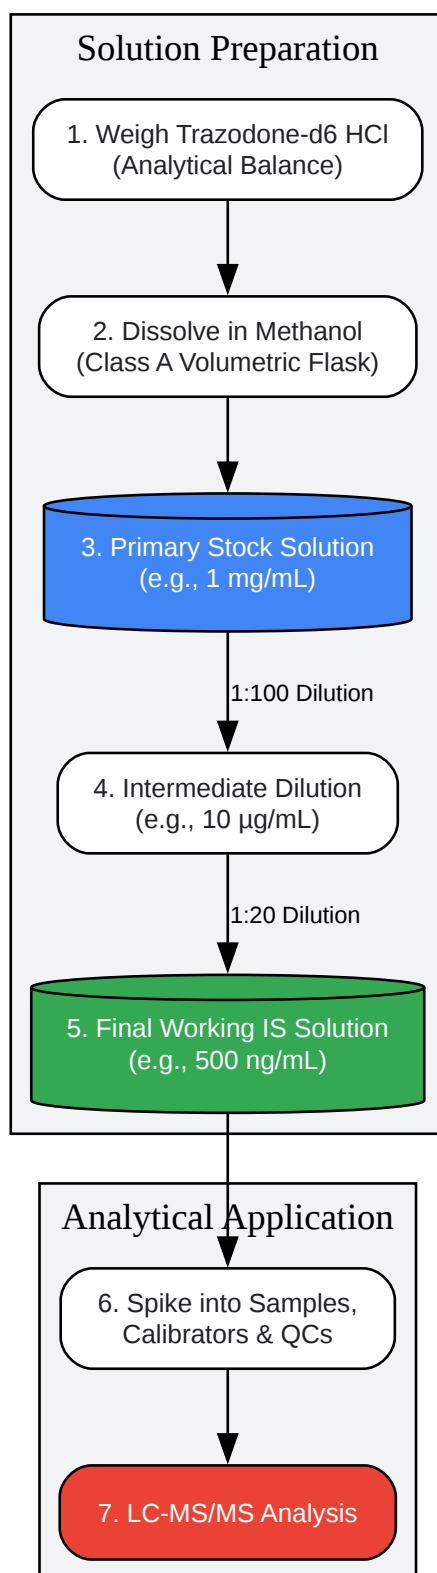 Solution Preparation
1. Weigh Trazodone-d6 HCl
(Analytical Balance)
2. Dissolve in Methanol
(Class A Volumetric Flask)
3. Primary Stock Solution
(e.g., 1 mg/mL)
1:100 Dilution
4. Intermediate Dilution
(e.g., 10 µg/mL)
1:20 Dilution
5. Final Working IS Solution
(e.g., 500 ng/mL)
Analytical Application
6. Spike into Samples,
Calibrators & QCs
7. LC-MS/MS Analysis